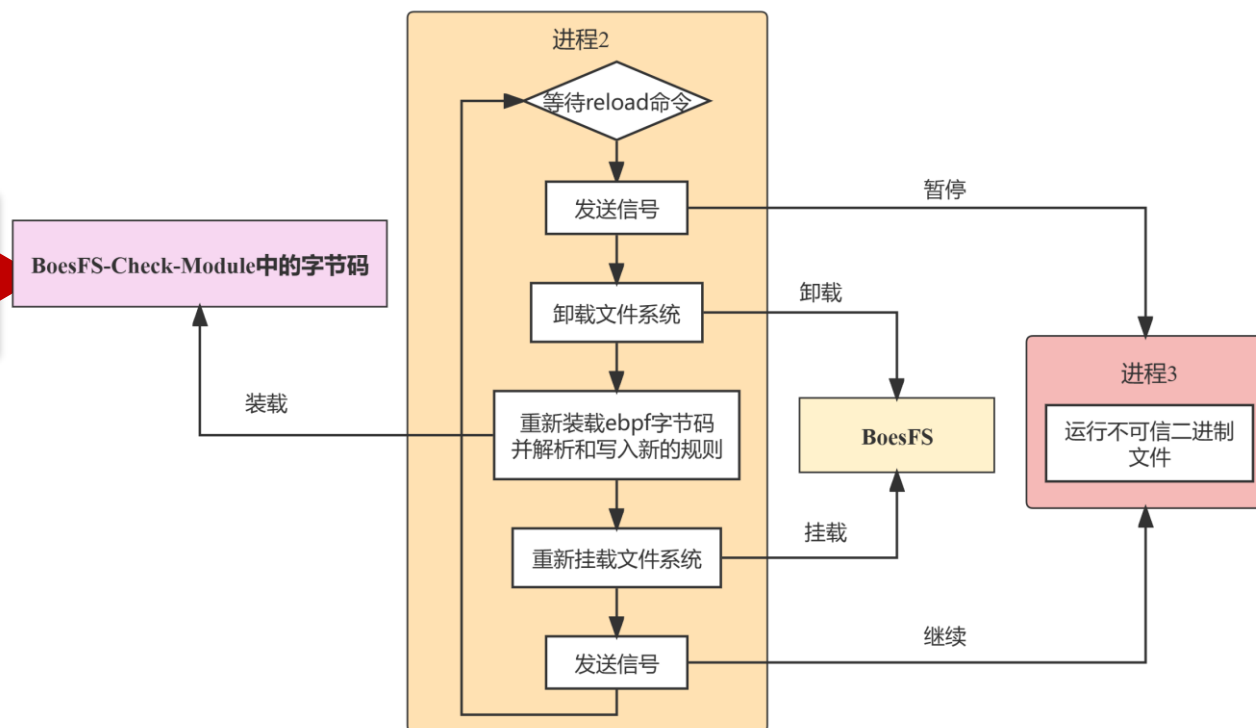 进程2
等待reload命令
发送信号
暂停
BoesFS-Check-Module中的字节码
卸载文件系统
卸载
进程3
装载
重新装载ebpf字节码
并解析和写入新的规则
BoesFS
运行不可信二进制
文件
重新挂载文件系统
挂载
发送信号
继续